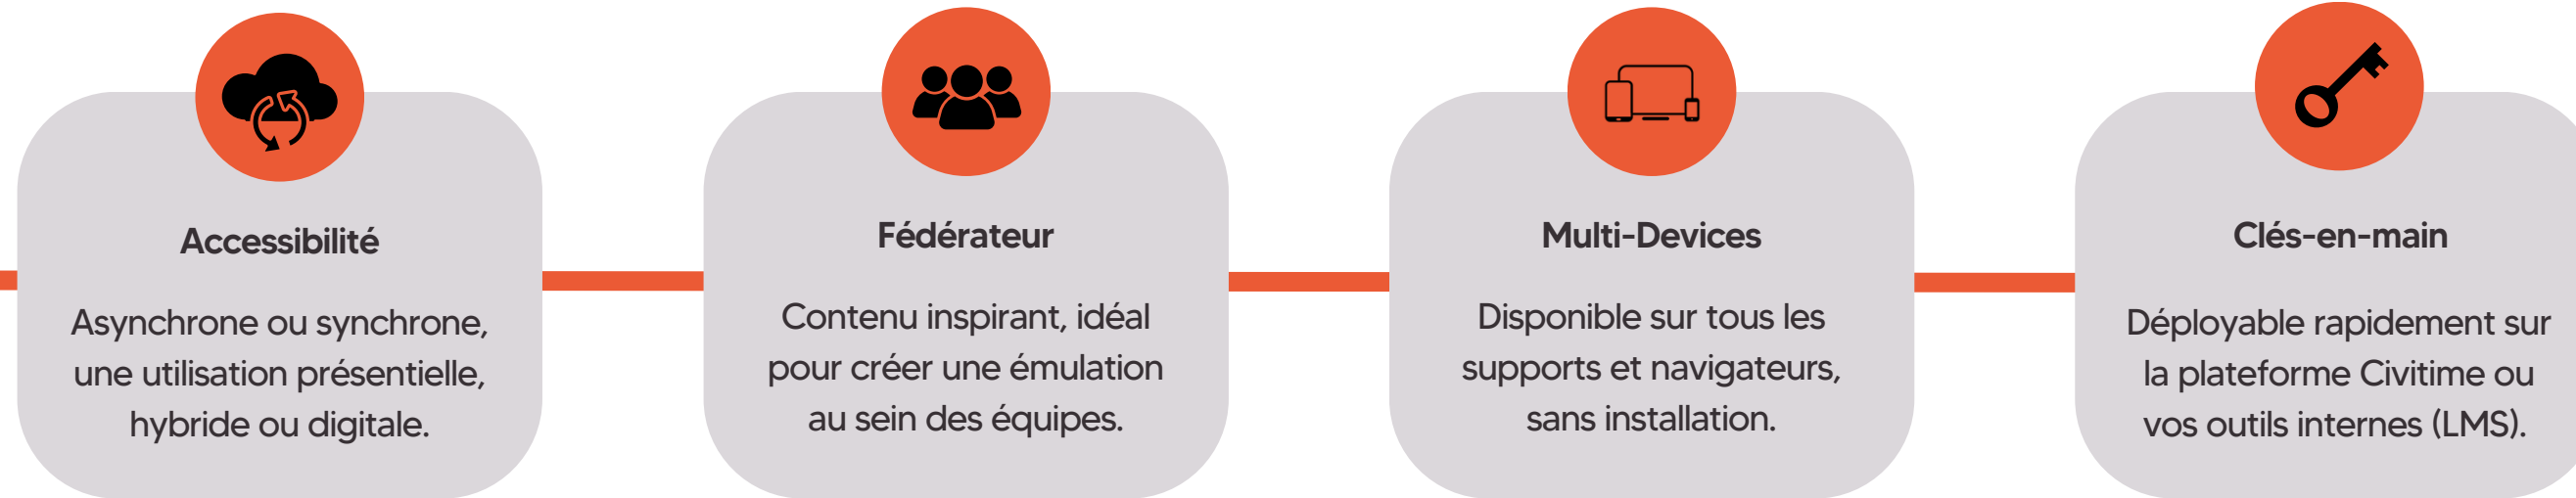 Accessibilité
Asynchrone ou synchrone,
une utilisation présentielle,
hybride ou digitale.
Fédérateur
Contenu inspirant, idéal
pour créer une émulation
au sein des équipes.
Multi-Devices
Disponible sur tous les
supports et navigateurs,
sans installation.
Clés-en-main
Déployable rapidement sur
la plateforme Civitime ou
vos outils internes (LMS).